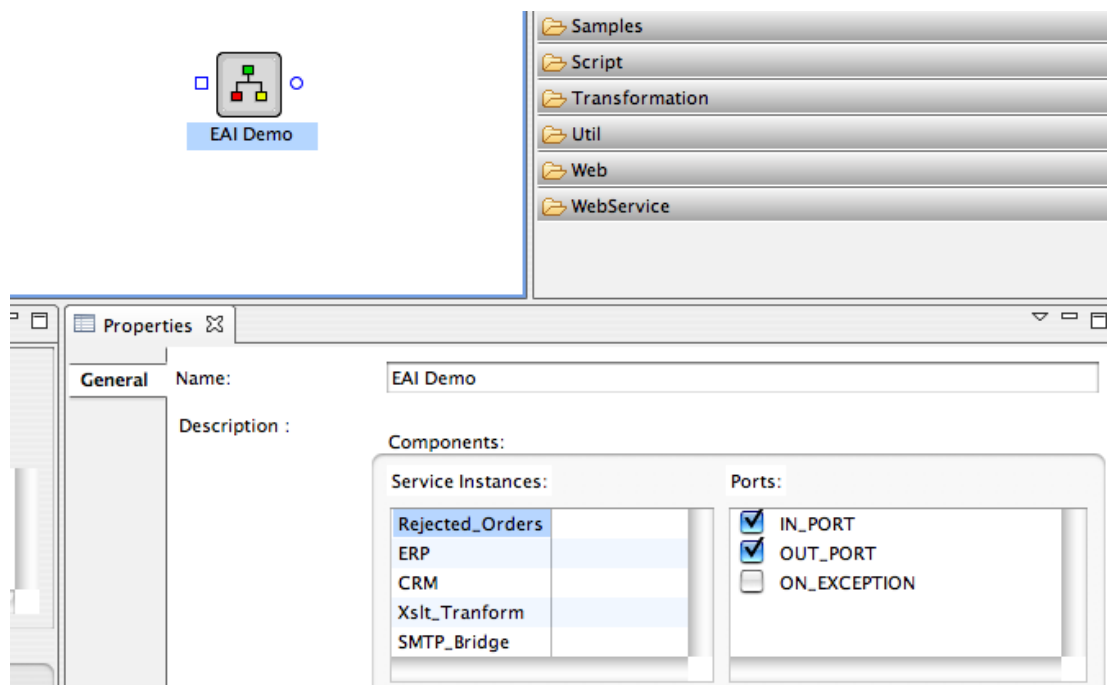 Samples
Script
Transformation
Util
Web
WebService
EAI Demo
Properties
General
Name:
EAI Demo
Description :
Components:
Service Instances:
Ports:
Rejected_Orders
ERP
CRM
Xslt_Tranform
SMTP_Bridge
IN_PORT
OUT_PORT
ON_EXCEPTION